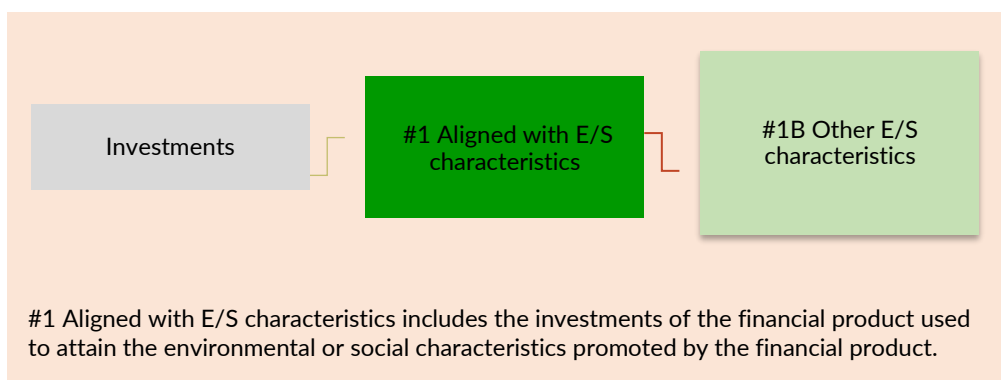 Investments
#1 Aligned with E/S
characteristics
#1B Other E/S
characteristics
#1 Aligned with E/S characteristics includes the investments of the financial product used
to attain the environmental or social characteristics promoted by the financial product.